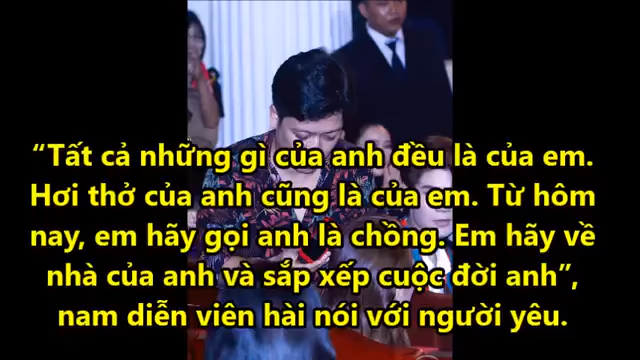 “Tất cả những gì của anh đều là của em.
Hơi thở của anh cũng là của em. Từ hôm
nay, em hãy gọi anh là chồng. Em hãy về
nhà của anh và sắp xếp cuộc đời anh”,
nam diễn viên hài nói với người yêu.